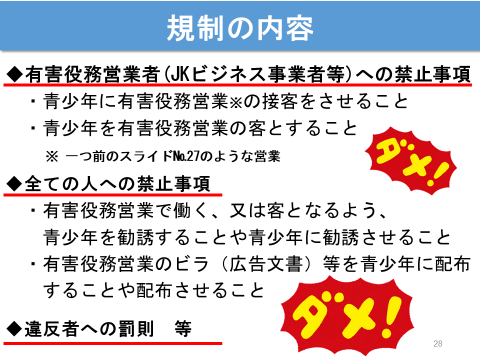 規制の内容
◆有害役務営業者(JKビジネス事業者等)への禁止事項
・青少年に有害役務営業※の接客をさせること
・青少年を有害役務営業の客とすること
※ 一つ前のスライド№27のような営業
ダメ!
◆全ての人への禁止事項
・有害役務営業で働く、又は客となるよう、
青少年を勧誘することや青少年に勧誘させること
・有害役務営業のビラ（広告文書）等を青少年に配布
することや配布させること
ダメ!
◆違反者への罰則　等
28